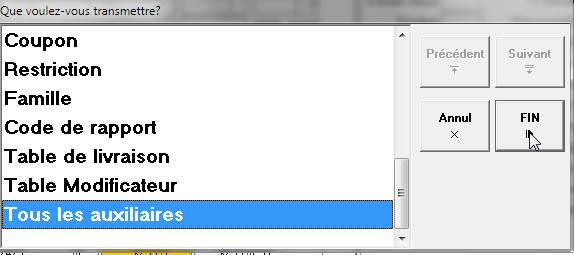 Que voulez-vous transmettre?
Coupon
Restriction
Famille
Code de rapport
Table de livraison
Table Modificateur
Tous les auxiliaires
Précédent
Suivant
Annul
FIN